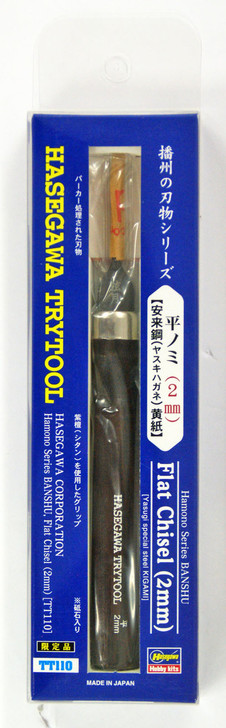 播州の刃物シリーズ
平ノミ(2㎜)
【安来鋼(ヤスキハガネ)黄紙】
Hamono Series BANSHU
Flat Chisel (2mm)
[Yasugi special steel KIGAMI]
HASEGAWA TRYTOOL
平
2mm
パーカー処理された刃物
紫檀(シタン)を使用したグリップ
※砥石入り
HASEGAWA TRYTOOL
HASEGAWA CORPORATION
Hamono Series BANSHU, Flat Chisel (2mm) [TT110]
限定品
TT110
MADE IN JAPAN
Hasegawa
Hobby kits